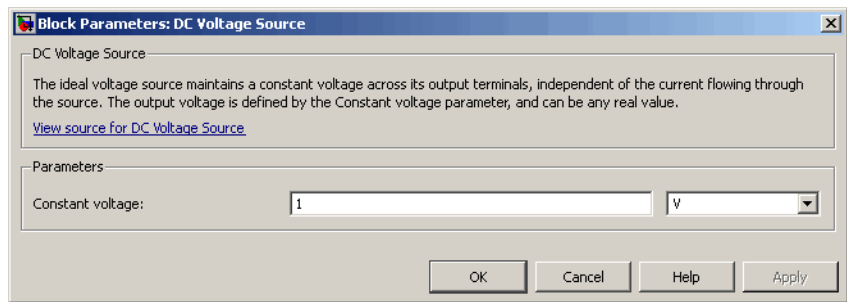 Block Parameters: DC Voltage Source
DC Voltage Source
The ideal voltage source maintains a constant voltage across its output terminals, independent of the current flowing through
the source. The output voltage is defined by the Constant voltage parameter, and can be any real value.
View source for DC Voltage Source
Parameters
Constant voltage: 1 V
OK Cancel Help Apply